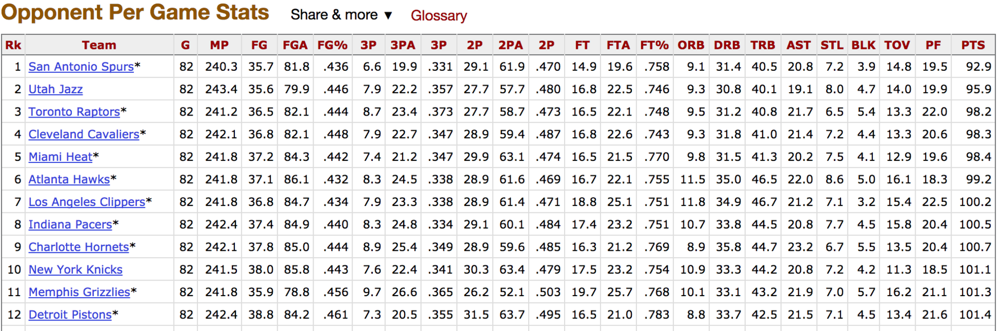 Opponent Per Game Stats Share & more ▼ Glossary
Rk Team G MP FG FGA FG% 3P 3PA 3P 2P 2PA 2P FT FTA FT% ORB DRB TRB AST STL BLK TOV PF PTS
1 San Antonio Spurs* 82 240.3 35.7 81.8 .436 6.6 19.9 .331 29.1 61.9 .470 14.9 19.6 .758 9.1 31.4 40.5 20.8 7.2 3.9 14.8 19.5 92.9
2 Utah Jazz 82 243.4 35.6 79.9 .446 7.9 22.2 .357 27.7 57.7 .480 16.8 22.5 .746 9.3 30.8 40.1 19.1 8.0 4.7 14.0 19.9 95.9
3 Toronto Raptors* 82 241.2 36.5 82.1 .444 8.7 23.4 .373 27.7 58.7 .473 16.5 22.1 .748 9.5 31.2 40.8 21.7 6.5 5.4 13.3 22.0 98.2
4 Cleveland Cavaliers* 82 242.1 36.8 82.1 .448 7.9 22.7 .347 28.9 59.4 .487 16.8 22.6 .743 9.3 31.8 41.0 21.4 7.2 4.4 13.3 20.6 98.3
5 Miami Heat* 82 241.8 37.2 84.3 .442 7.4 21.2 .347 29.9 63.1 .474 16.5 21.5 .770 9.8 31.5 41.3 20.2 7.5 4.1 12.9 19.6 98.4
6 Atlanta Hawks* 82 241.8 37.1 86.1 .432 8.3 24.5 .338 28.9 61.6 .469 16.7 22.1 .755 11.5 35.0 46.5 22.0 8.6 5.0 16.1 18.3 99.2
7 Los Angeles Clippers* 82 241.8 36.8 84.7 .434 7.9 23.3 .338 28.9 61.4 .471 18.8 25.1 .751 11.8 34.9 46.7 21.2 7.1 3.2 15.4 22.5 100.2
8 Indiana Pacers* 82 242.4 37.4 84.9 .440 8.3 24.8 .334 29.1 60.1 .484 17.4 23.2 .751 10.7 33.8 44.5 20.8 7.7 4.5 15.8 20.4 100.5
9 Charlotte Hornets* 82 242.1 37.8 85.0 .444 8.9 25.4 .349 28.9 59.6 .485 16.3 21.2 .769 8.9 35.8 44.7 23.2 6.7 5.5 13.5 20.4 100.7
10 New York Knicks 82 241.5 38.0 85.8 .443 7.6 22.4 .341 30.3 63.4 .479 17.5 23.2 .754 10.9 33.3 44.2 20.8 7.2 4.2 11.3 18.5 101.1
11 Memphis Grizzlies* 82 241.8 35.9 78.8 .456 9.7 26.6 .365 26.2 52.1 .503 19.7 25.7 .768 10.1 33.1 43.2 21.9 7.0 5.7 16.2 21.1 101.3
12 Detroit Pistons* 82 242.4 38.8 84.2 .461 7.3 20.5 .355 31.5 63.7 .495 16.5 21.0 .783 8.8 33.7 42.5 21.5 7.1 4.5 13.4 21.6 101.4